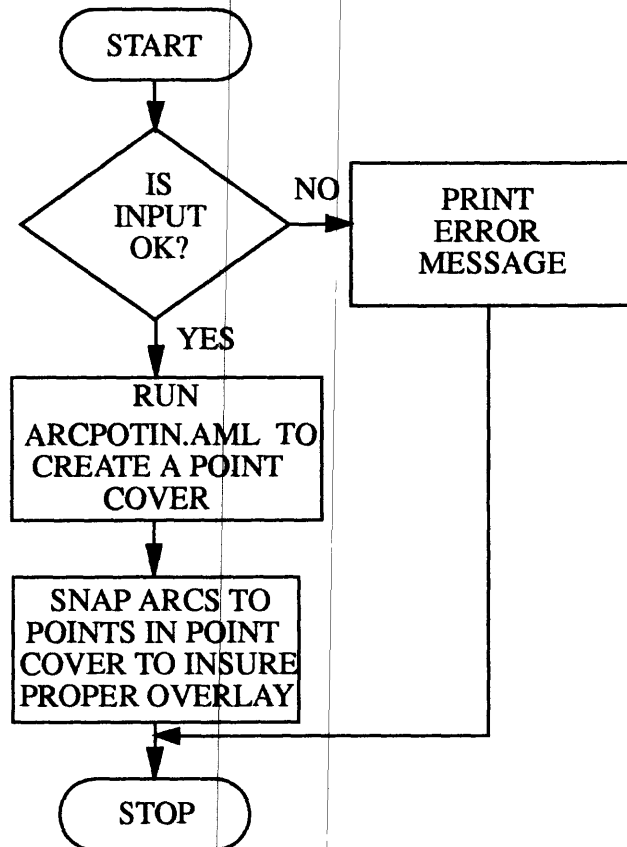 START
IS
INPUT
OK?
NO
PRINT
ERROR
MESSAGE
YES
RUN
ARCPOTIN.AML TO
CREATE A POINT
COVER
SNAP ARCS TO
POINTS IN POINT
COVER TO INSURE
PROPER OVERLAY
STOP